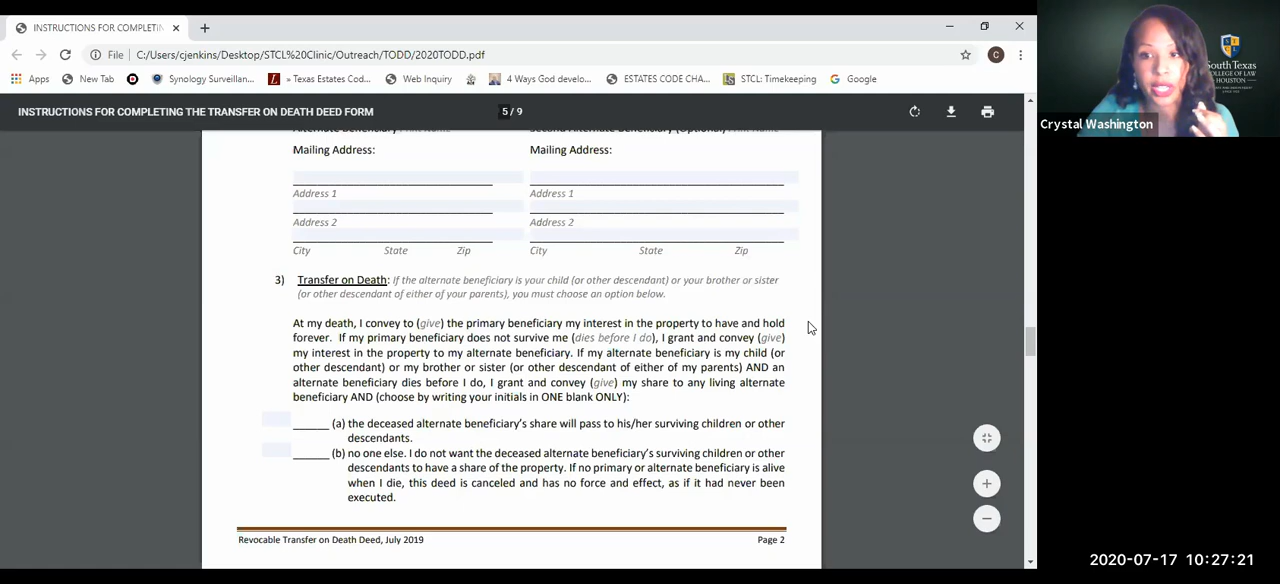 INSTRUCTIONS FOR COMPLETIN
C:/Users/cjenkins/Desktop/STCL%20Clinic/Outreach/TODD/2020TODD.pdf
File
C
Apps
New Tab
Synology Surveillan...
» Texas Estates Cod...
Web Inquiry
4 Ways God develo...
ESTATES CODE CHA...
STCL: Timekeeping
Google
INSTRUCTIONS FOR COMPLETING THE TRANSFER ON DEATH DEED FORM
5 / 9
Mailing Address:
Mailing Address:
Address 1
Address 1
Address 2
Address 2
City State Zip
City State Zip
3) Transfer on Death: If the alternate beneficiary is your child (or other descendant) or your brother or sister
(or other descendant of either of your parents), you must choose an option below.
At my death, I convey to (give) the primary beneficiary my interest in the property to have and hold
forever. If my primary beneficiary does not survive me (dies before I do), I grant and convey (give)
my interest in the property to my alternate beneficiary. If my alternate beneficiary is my child (or
other descendant) or my brother or sister (or other descendant of either of my parents) AND an
alternate beneficiary dies before I do, I grant and convey (give) my share to any living alternate
beneficiary AND (choose by writing your initials in ONE blank ONLY):
______ (a) the deceased alternate beneficiary's share will pass to his/her surviving children or other
descendants.
______ (b) no one else. I do not want the deceased alternate beneficiary's surviving children or other
descendants to have a share of the property. If no primary or alternate beneficiary is alive
when I die, this deed is canceled and has no force and effect, as if it had never been
executed.
Revocable Transfer on Death Deed, July 2019
Page 2
South Texas
COLLEGE OF LAW
HOUSTON
Crystal Washington
2020-07-17 10:27:21